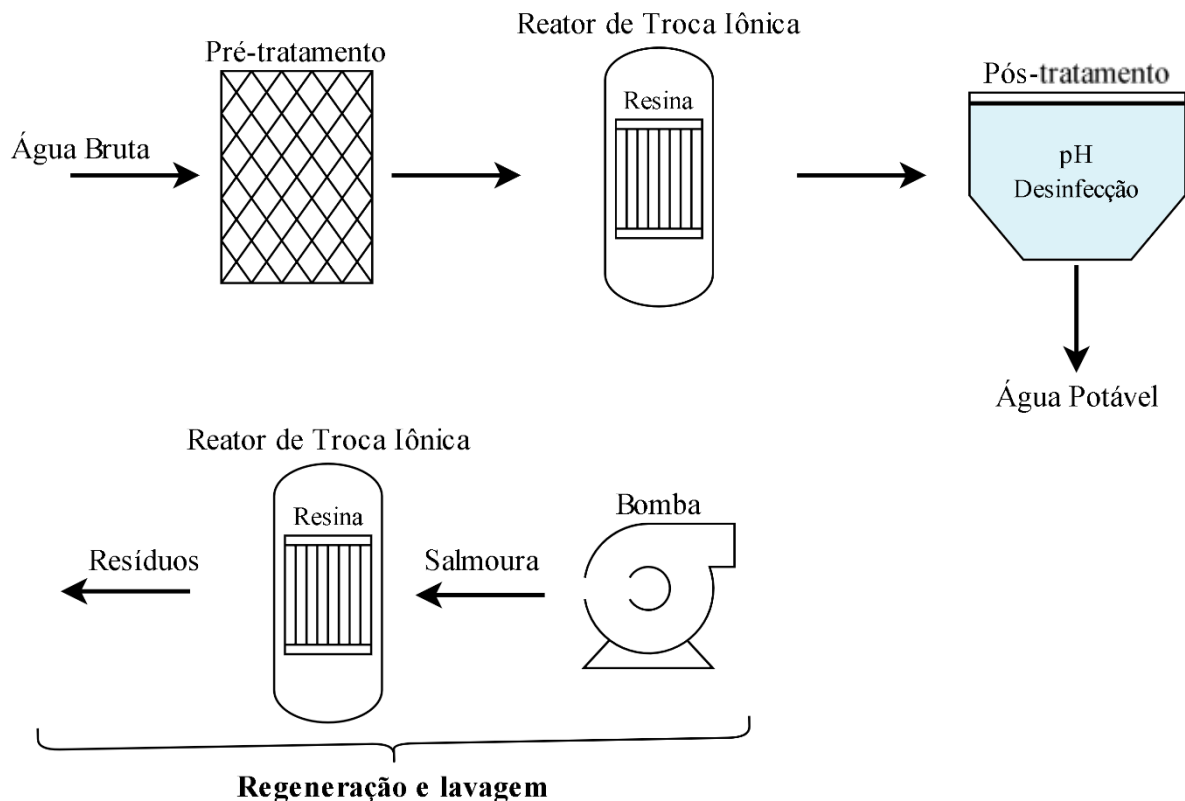 Reator de Troca Iônica
Pré-tratamento
Pós-tratamento
Resina
Água Bruta
pH
Desinfecção
Água Potável
Reator de Troca Iônica
Bomba
Resina
Resíduos
Salmoura
Regeneração e lavagem